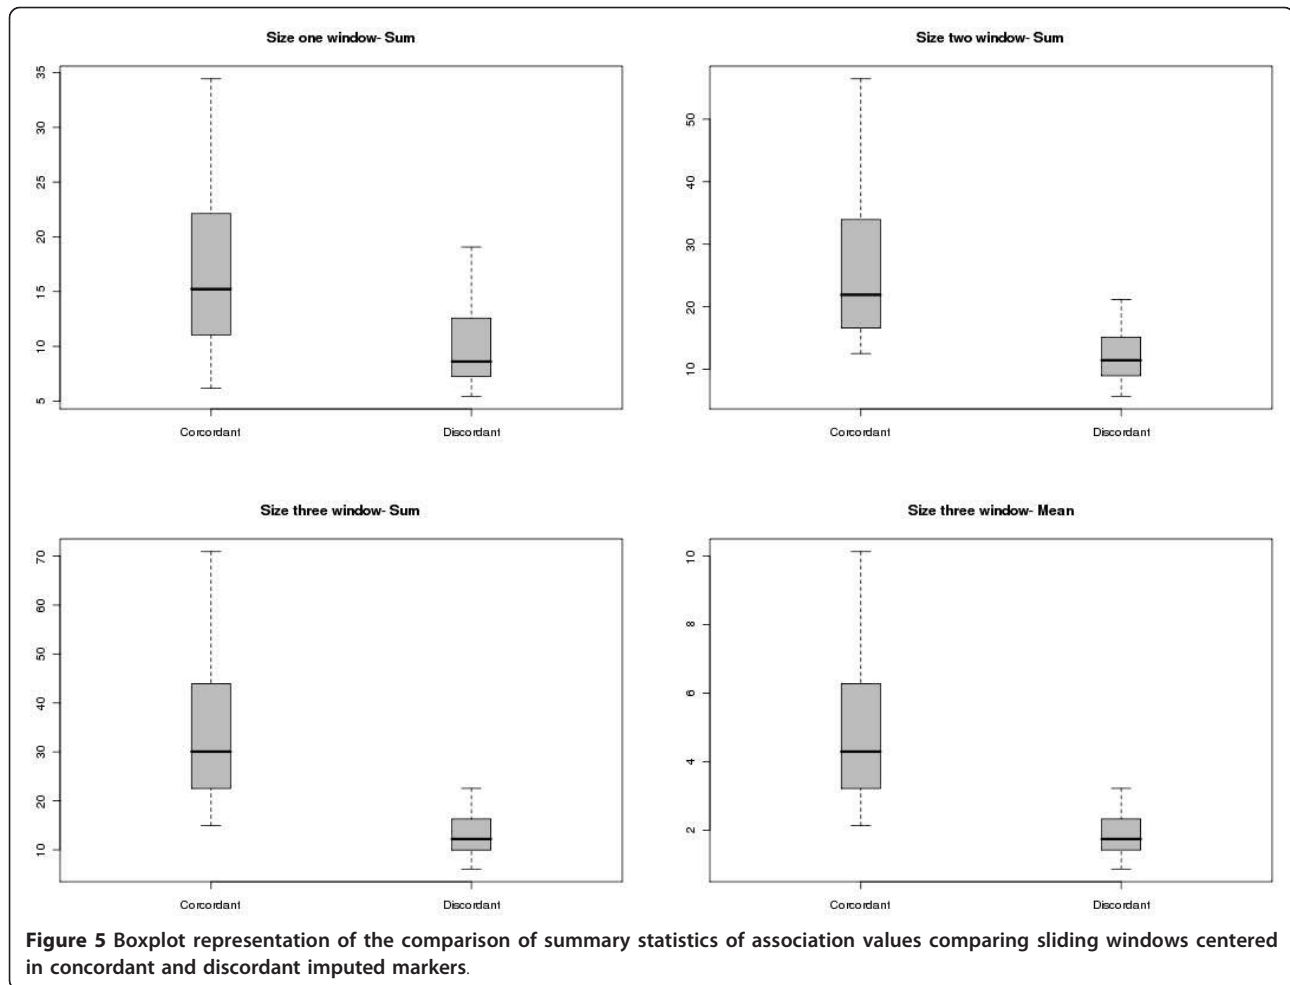 Size one window- Sum
35
30
25
20
15
10
5
Corcordant Discordant
Size two window- Sum
50
40
30
20
10
Corcordant Discordant
Size three window- Sum
70
60
50
40
30
20
10
Corcordant Discordant
Size three window- Mean
10
8
6
4
2
Corcordant Discordant
Figure 5 Boxplot representation of the comparison of summary statistics of association values comparing sliding windows centered
in concordant and discordant imputed markers.